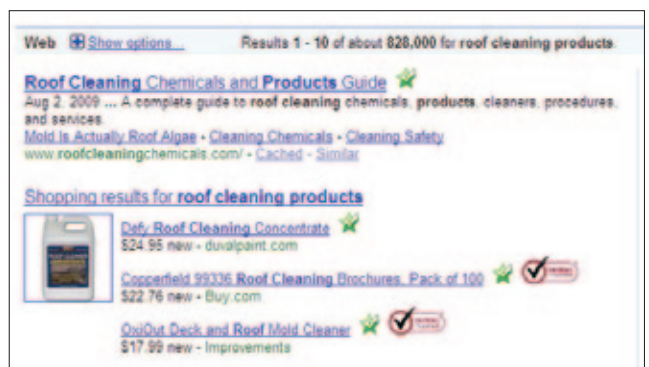 Web Show options... Results 1 - 10 of about 828,000 for roof cleaning products.
Roof Cleaning Chemicals and Products Guide
Aug 2, 2009 ... A complete guide to roof cleaning chemicals, products, cleaners, procedures,
and services.
Mold Is Actually Roof Algae - Cleaning Chemicals - Cleaning Safety
www.roofcleaningchemicals.com/ - Cached - Similar
Shopping results for roof cleaning products
Defy Roof Cleaning Concentrate
$24.95 new - duvalpaint.com
Copperfield 99336 Roof Cleaning Brochures, Pack of 100
$22.76 new - Buy.com
OxiOut Deck and Roof Mold Cleaner
$17.99 new - Improvements